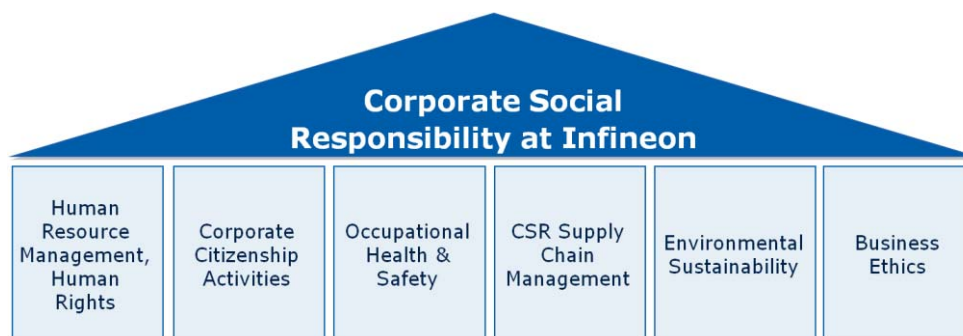 Corporate Social
Responsibility at Infineon
Human
Resource
Management,
Human
Rights
Corporate
Citizenship
Activities
Occupational
Health &
Safety
CSR Supply
Chain
Management
Environmental
Sustainability
Business
Ethics